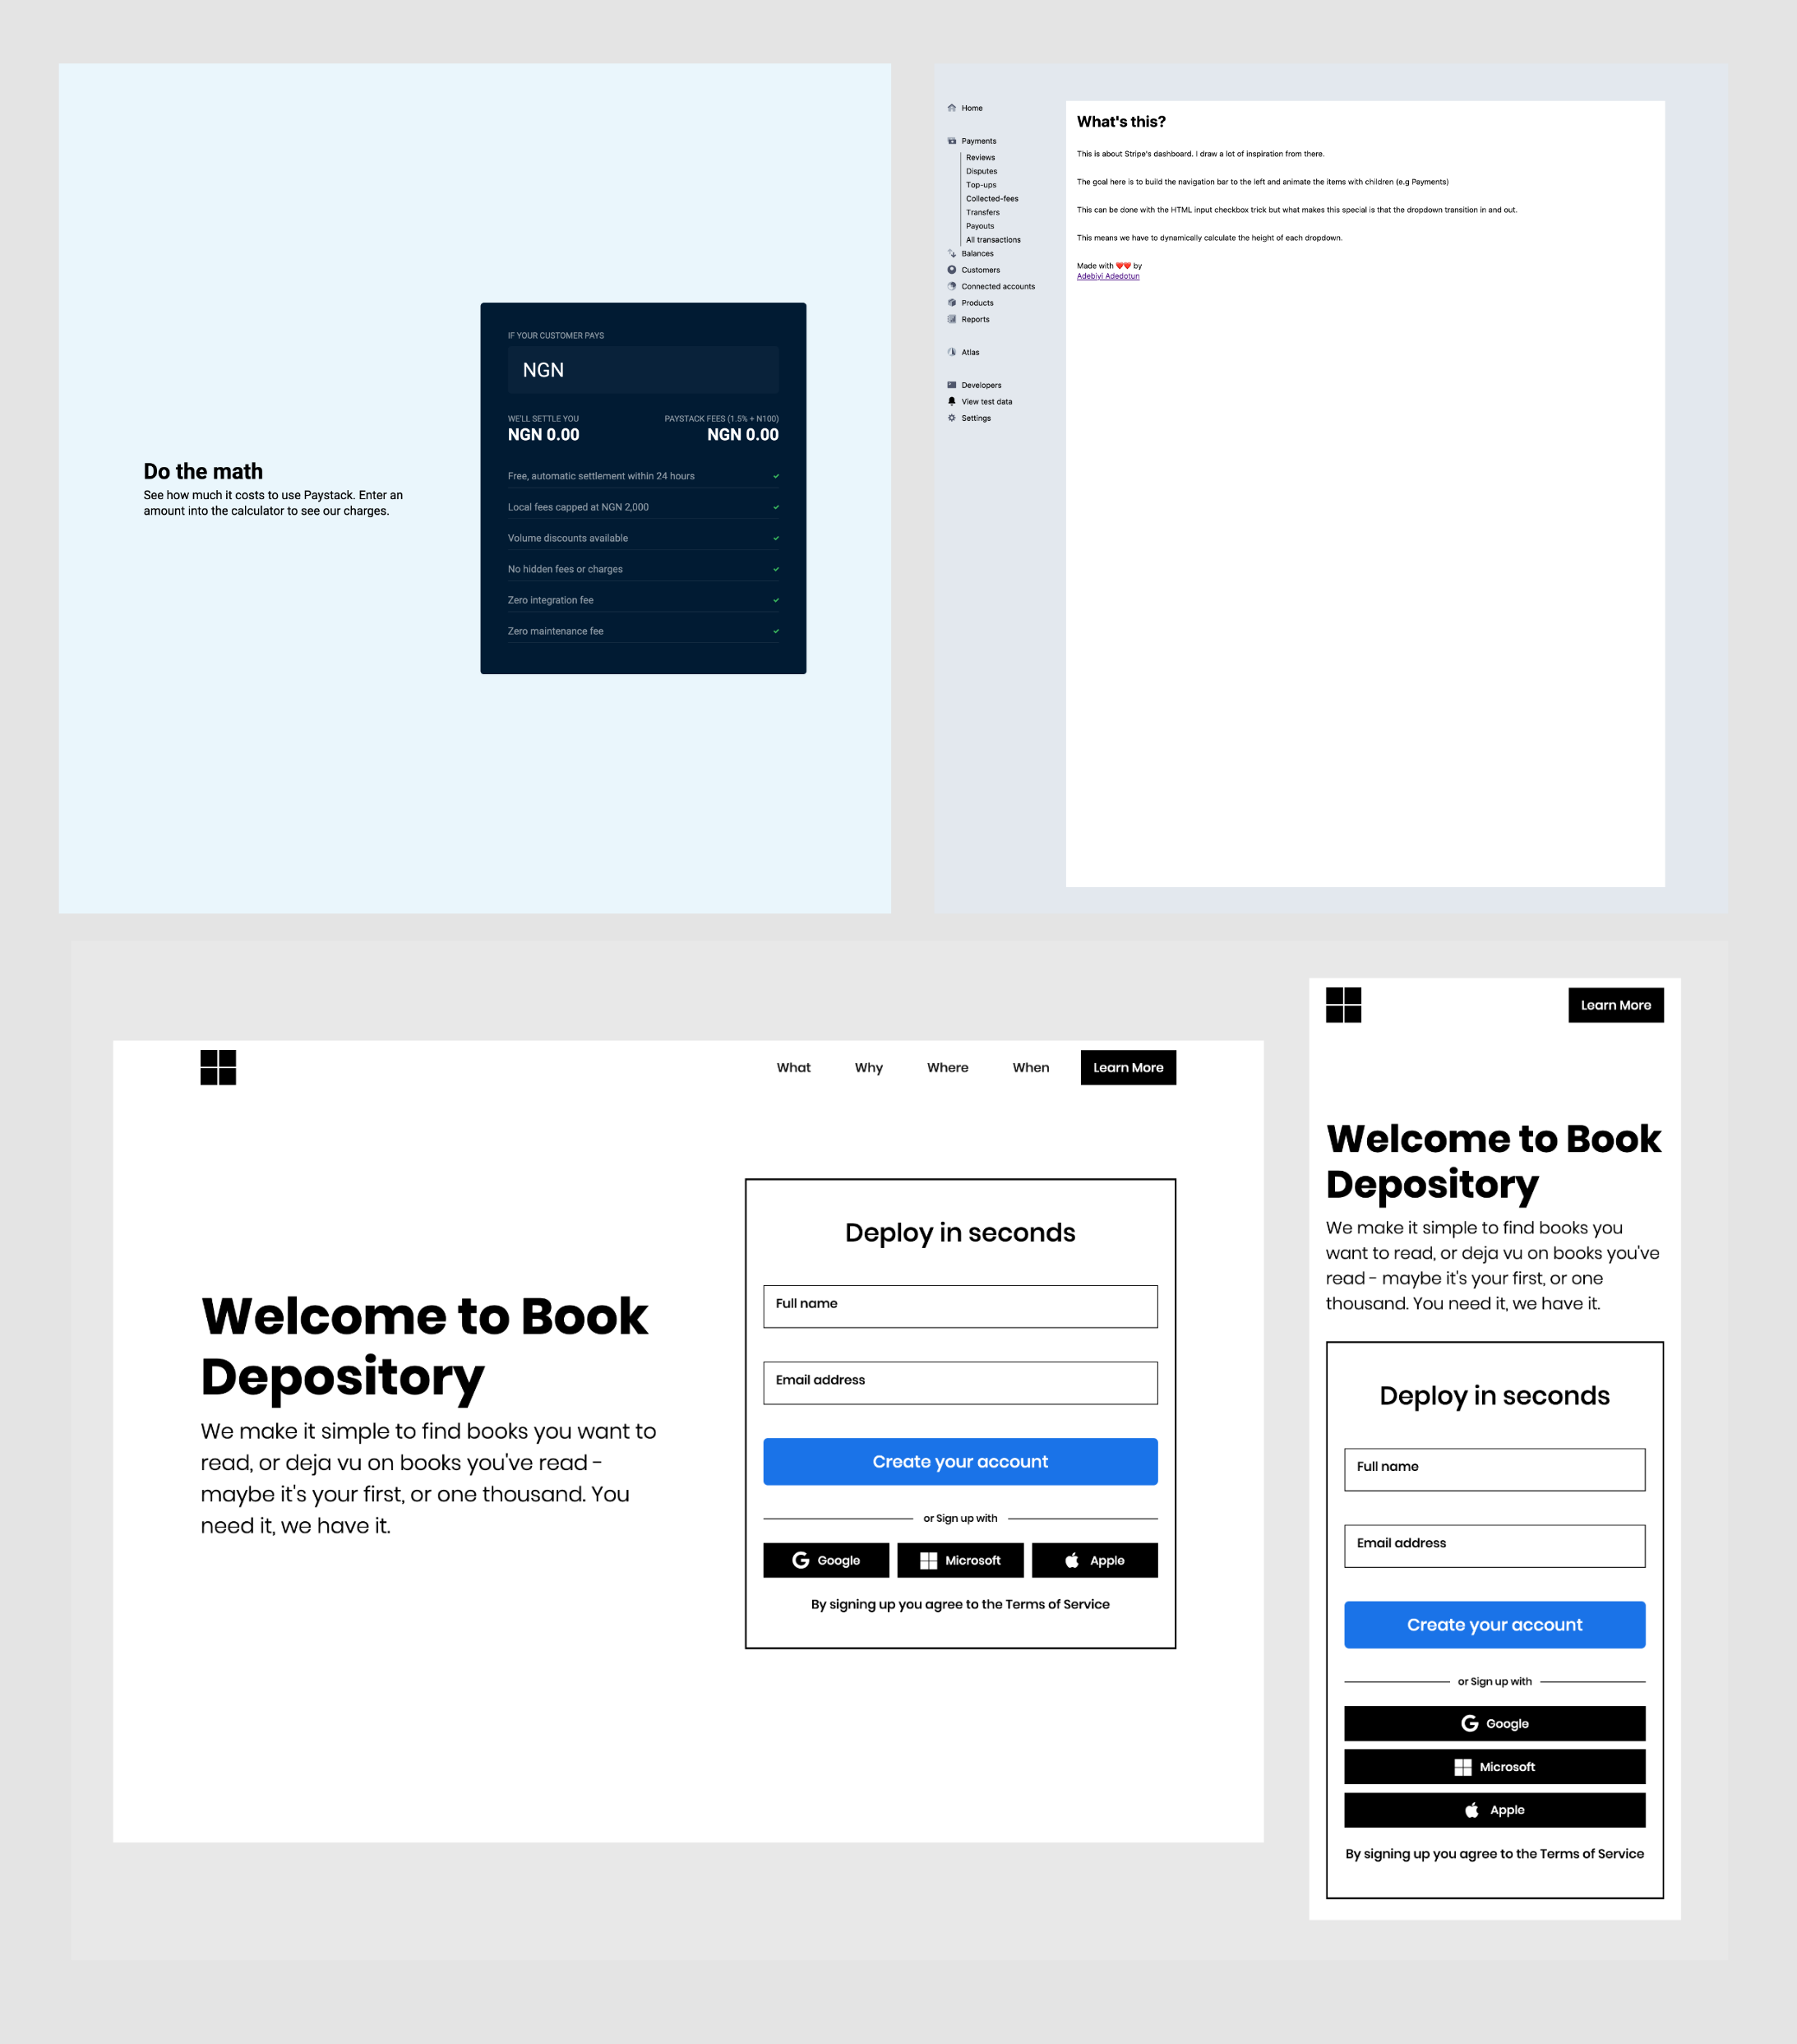 Do the math
See how much it costs to use Paystack. Enter an
amount into the calculator to see our charges.
IF YOUR CUSTOMER PAYS
NGN
WE'LL SETTLE YOU
NGN 0.00
PAYSTACK FEES (1.5% + N100)
NGN 0.00
Free, automatic settlement within 24 hours
Local fees capped at NGN 2,000
Volume discounts available
No hidden fees or charges
Zero integration fee
Zero maintenance fee
Home
Payments
Reviews
Disputes
Top-ups
Collected-fees
Transfers
Payouts
All transactions
Balances
Customers
Connected accounts
Products
Reports
Atlas
Developers
View test data
Settings
What's this?
This is about Stripe's dashboard. I draw a lot of inspiration from there.
The goal here is to build the navigation bar to the left and animate the items with children (e.g Payments)
This can be done with the HTML input checkbox trick but what makes this special is that the dropdown transition in and out.
This means we have to dynamically calculate the height of each dropdown.
Made with ❤️❤️ by
Adebiyi Adedotun
What Why Where When Learn More
Welcome to Book
Depository
We make it simple to find books you want to
read, or deja vu on books you've read -
maybe it's your first, or one thousand. You
need it, we have it.
Deploy in seconds
Full name
Email address
Create your account
or Sign up with
Google Microsoft Apple
By signing up you agree to the Terms of Service
Learn More
Welcome to Book
Depository
We make it simple to find books you
want to read, or deja vu on books you've
read - maybe it's your first, or one
thousand. You need it, we have it.
Deploy in seconds
Full name
Email address
Create your account
or Sign up with
Google
Microsoft
Apple
By signing up you agree to the Terms of Service